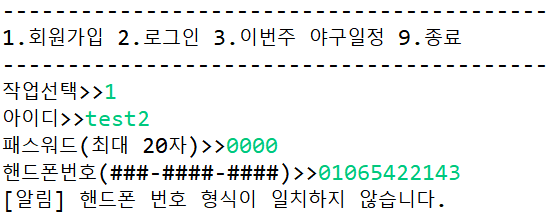 --------------------------------------------
1.회원가입 2.로그인 3.이번주 야구일정 9.종료
--------------------------------------------
작업선택>>1
아이디>>test2
패스워드(최대 20자)>>0000
핸드폰번호(###-####-####)>>01065422143
[알림] 핸드폰 번호 형식이 일치하지 않습니다.